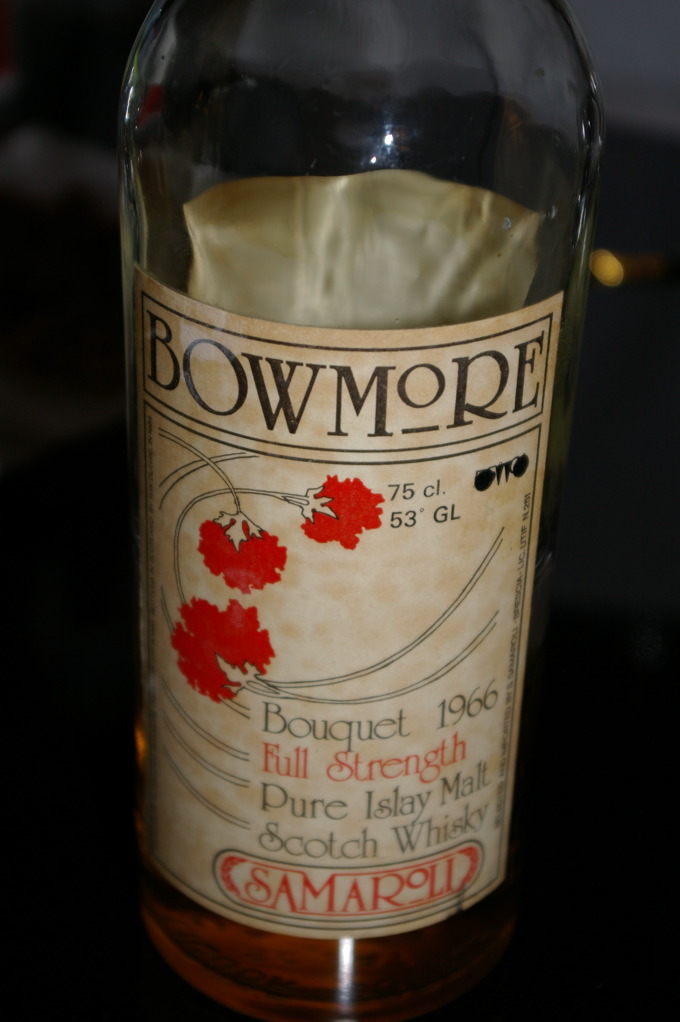 BOWMORE
75 cl.
53° GL
Bouquet 1966
Full Strength
Pure Islay Malt
Scotch Whisky
SAMAROLI